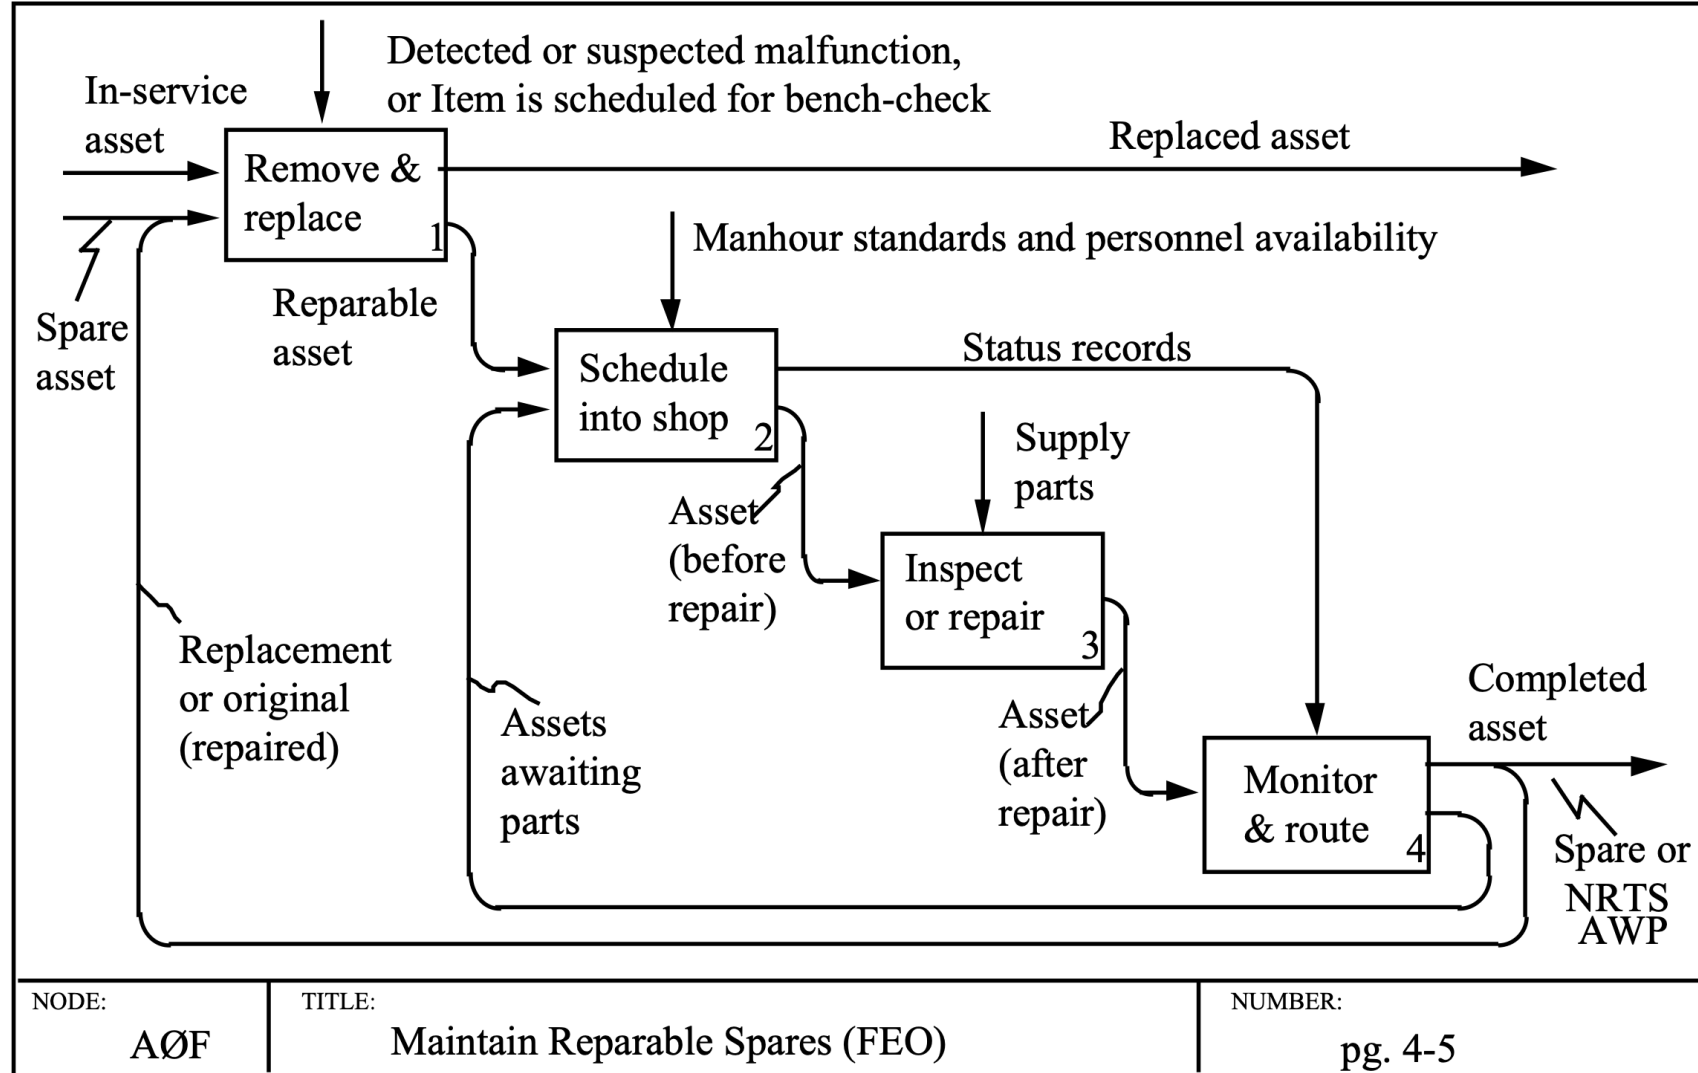 Detected or suspected malfunction,
or Item is scheduled for bench-check
In-service
asset
Replaced asset
Remove &
replace
1
Manhour standards and personnel availability
Reparable
asset
Spare
asset
Status records
Schedule
into shop
2
Supply
parts
Asset
(before
repair)
Inspect
or repair
3
Replacement
or original
(repaired)
Assets
awaiting
parts
Asset
(after
repair)
Completed
asset
Monitor
& route
4
Spare or
NRTS
AWP
NODE:
AØF
TITLE:
Maintain Reparable Spares (FEO)
NUMBER:
pg. 4-5